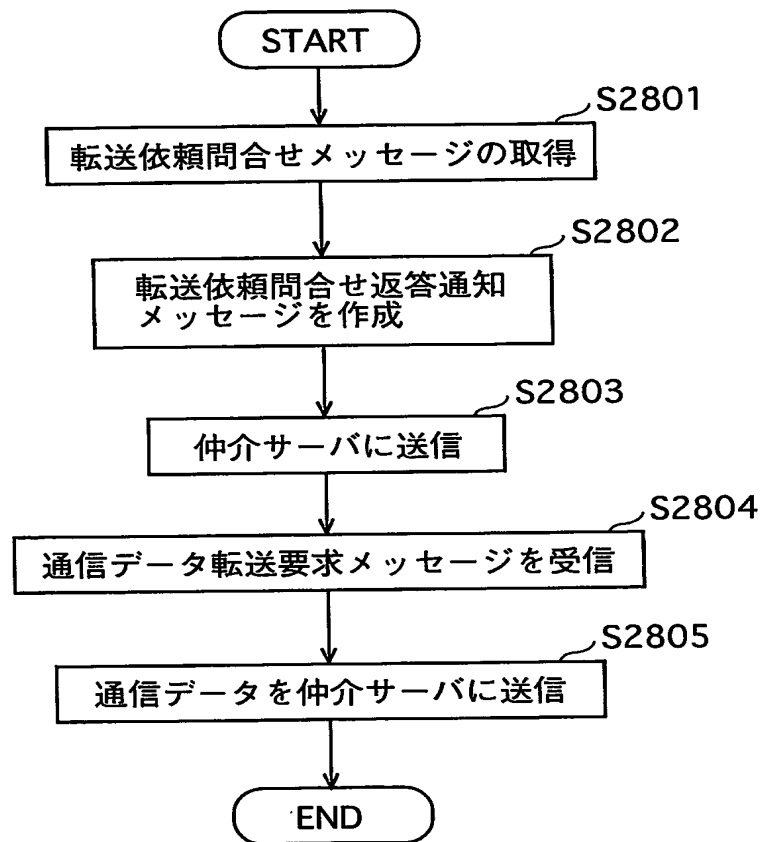 START
S2801
転送依頼問合せメッセージの取得
S2802
転送依頼問合せ返答通知
メッセージを作成
S2803
仲介サーバに送信
S2804
通信データ転送要求メッセージを受信
S2805
通信データを仲介サーバに送信
END